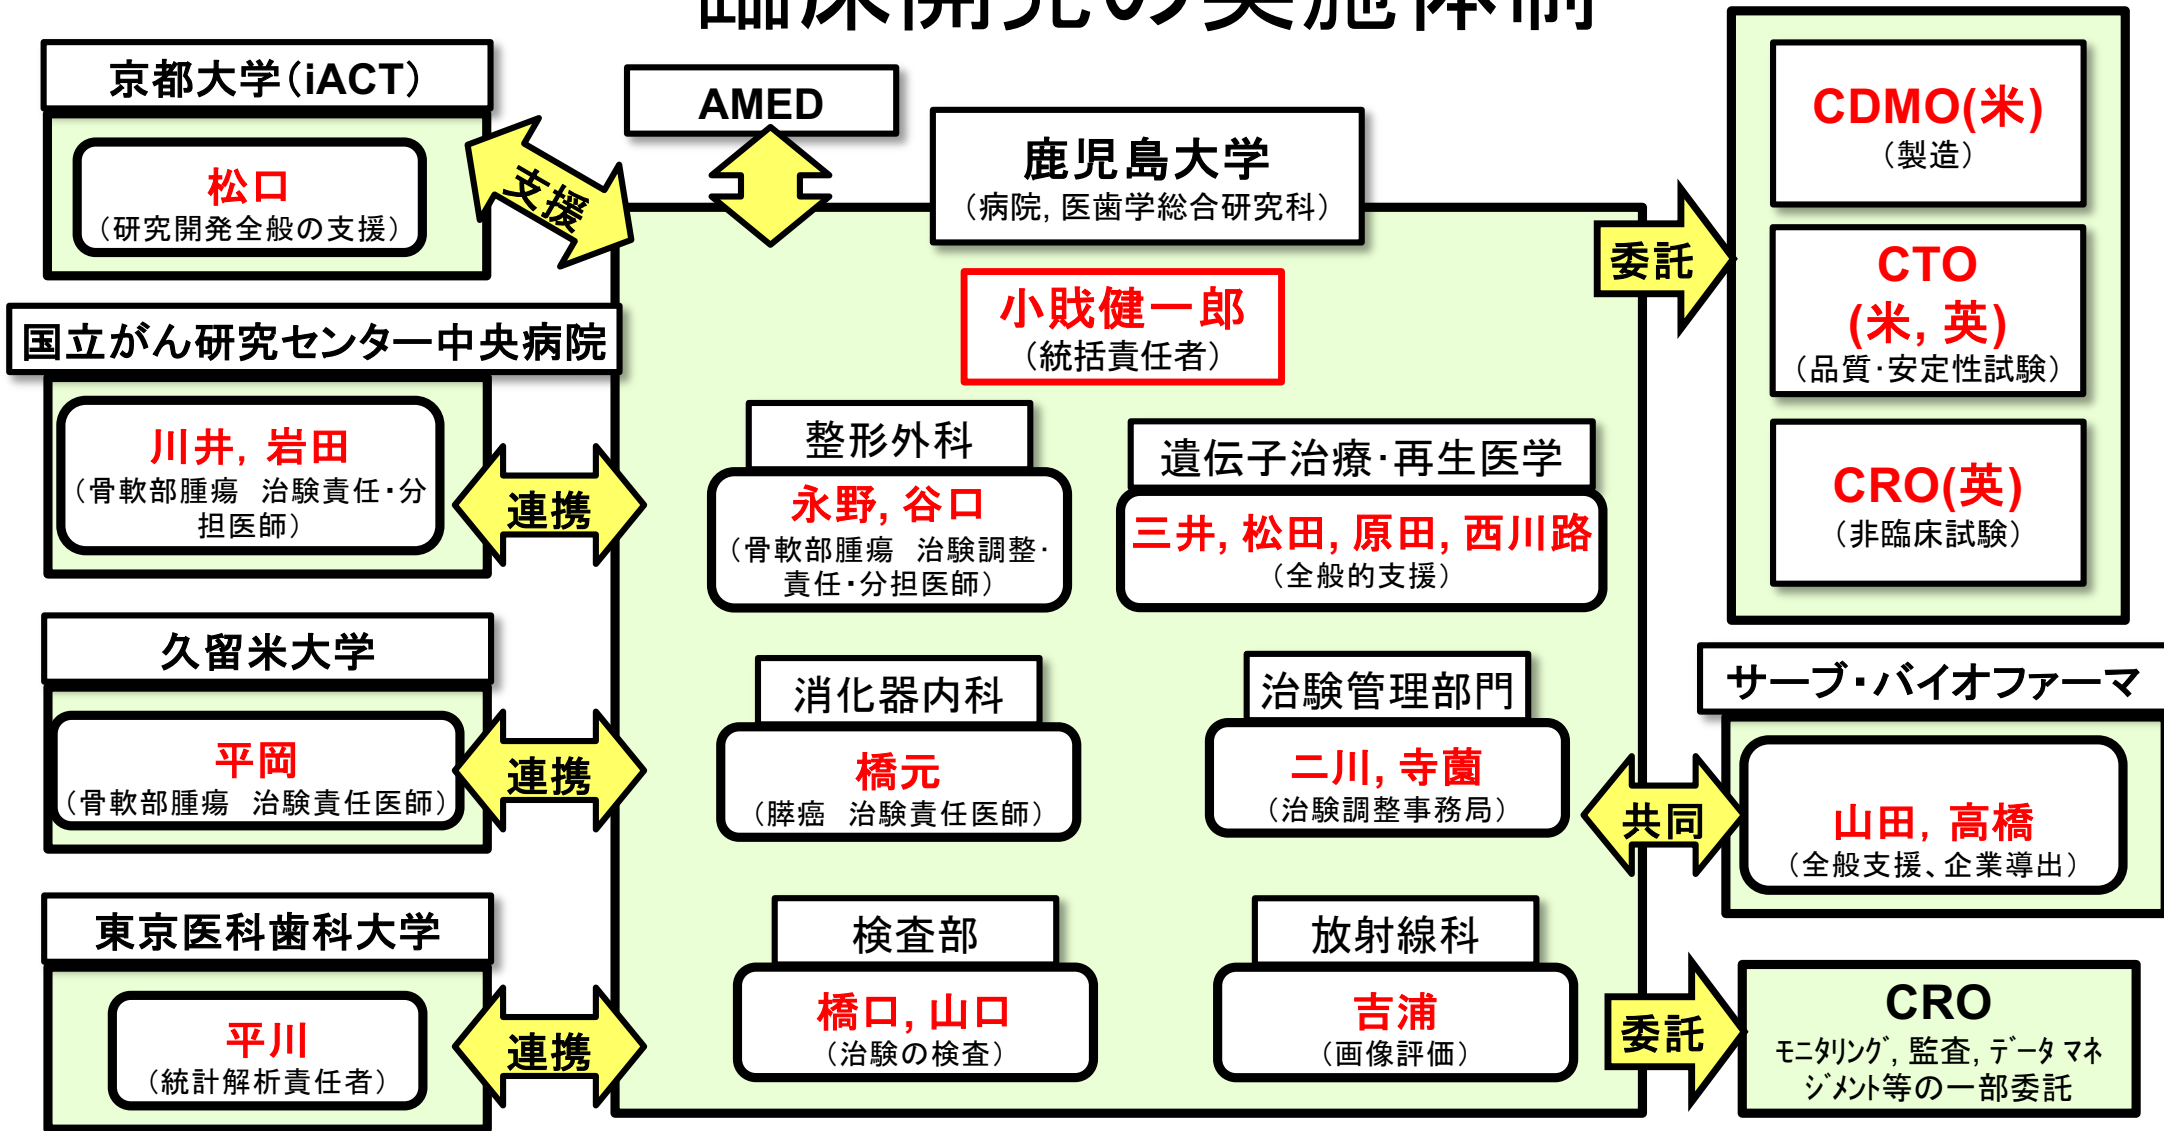 臨床開発の実施体制
京都大学（iACT）
松口
（研究開発全般の支援）
支援
AMED
鹿児島大学
（病院, 医歯学総合研究科）
小戝健一郎
（統括責任者）
国立がん研究センター中央病院
川井, 岩田
（骨軟部腫瘍　治験責任・分
担医師）
連携
久留米大学
平岡
（骨軟部腫瘍　治験責任医師）
連携
東京医科歯科大学
平川
（統計解析責任者）
連携
整形外科
永野, 谷口
（骨軟部腫瘍　治験調整・
責任・分担医師）
遺伝子治療・再生医学
三井, 松田, 原田, 西川路
（全般的支援）
消化器内科
橋元
（膵癌　治験責任医師）
治験管理部門
二川, 寺薗
（治験調整事務局）
検査部
橋口, 山口
（治験の検査）
放射線科
吉浦
（画像評価）
委託
CDMO(米)
（製造）
CTO
(米, 英)
（品質・安定性試験）
CRO(英)
（非臨床試験）
サーブ・バイオファーマ
共同
山田, 高橋
（全般支援、企業導出）
委託
CRO
ﾓﾆﾀﾘﾝｸﾞ, 監査, ﾃﾞｰﾀ ﾏﾈ
ｼﾞﾒﾝﾄ等の一部委託